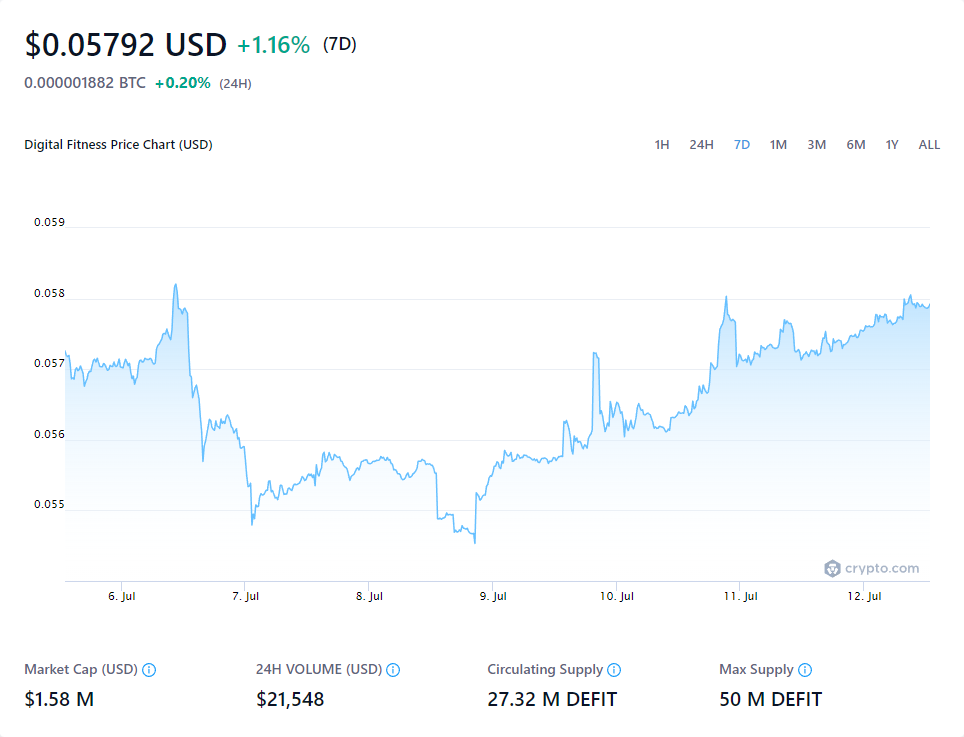 $0.05792 USD +1.16% (7D)
0.000001882 BTC +0.20% (24H)
Digital Fitness Price Chart (USD) 1H 24H 7D 1M 3M 6M 1Y ALL
0.059
0.058
0.057
0.056
0.055
crypto.com
6. Jul 7. Jul 8. Jul 9. Jul 10. Jul 11. Jul 12. Jul
Market Cap (USD) 24H VOLUME (USD) Circulating Supply Max Supply
$1.58 M $21,548 27.32 M DEFIT 50 M DEFIT